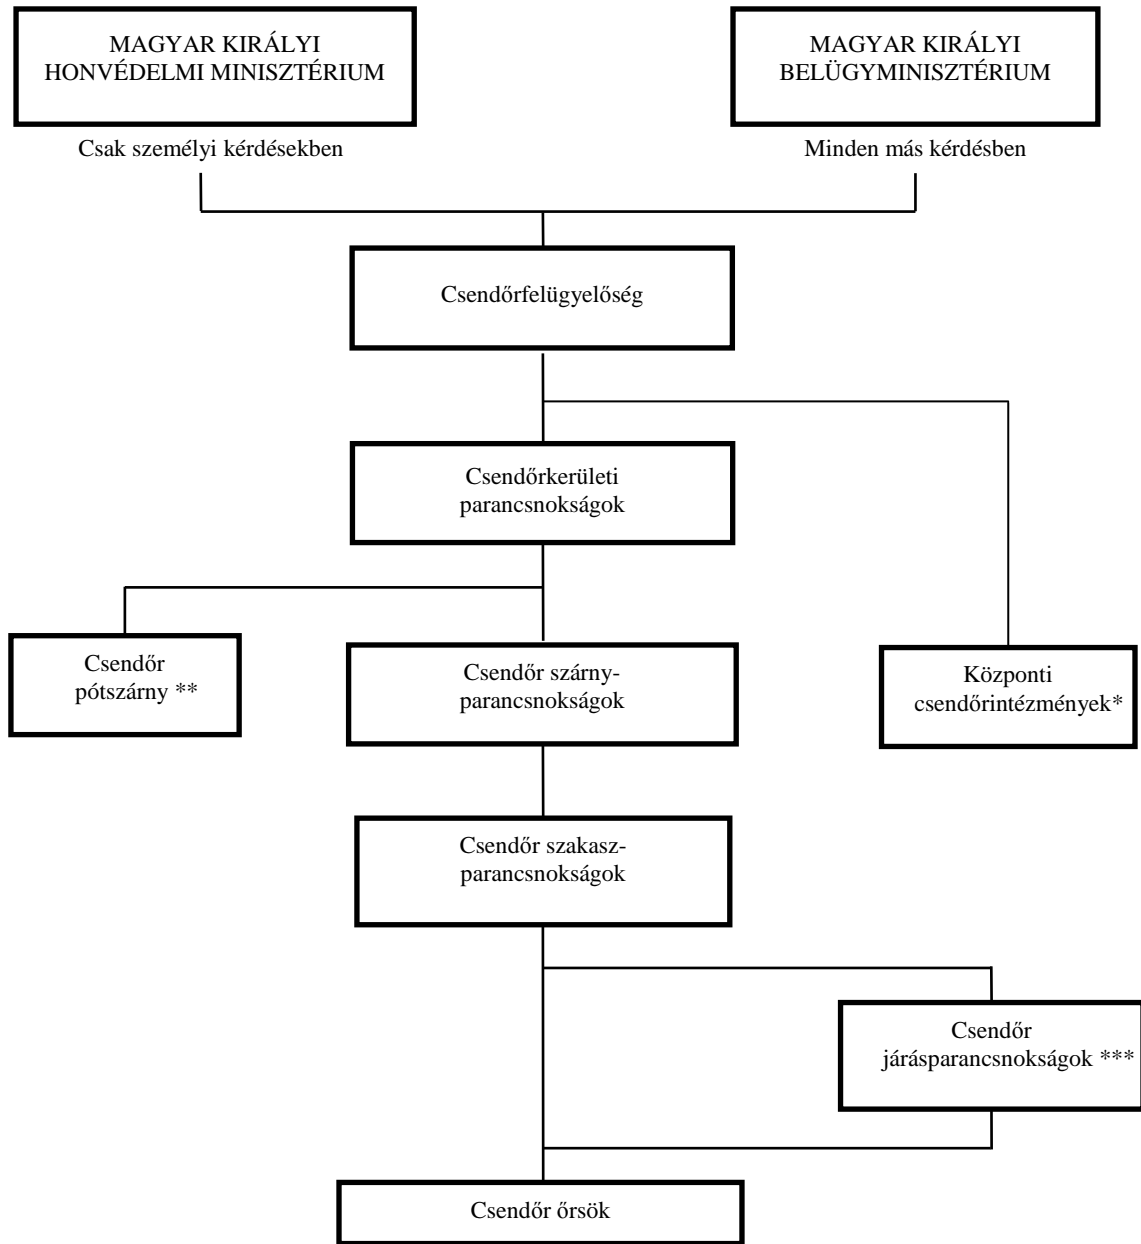 MAGYAR KIRÁLYI
HONVÉDELMI MINISZTÉRIUM
MAGYAR KIRÁLYI
BELÜGYMINISZTÉRIUM
Csak személyi kérdésekben
Minden más kérdésben
Csendőrfelügyelőség
Csendőrkerületi
parancsnokságok
Csendőr
pótszárny **
Csendőr szárny-
parancsnokságok
Központi
csendőrintézmények*
Csendőr szakasz-
parancsnokságok
Csendőr
járásparancsnokságok ***
Csendőr őrsök